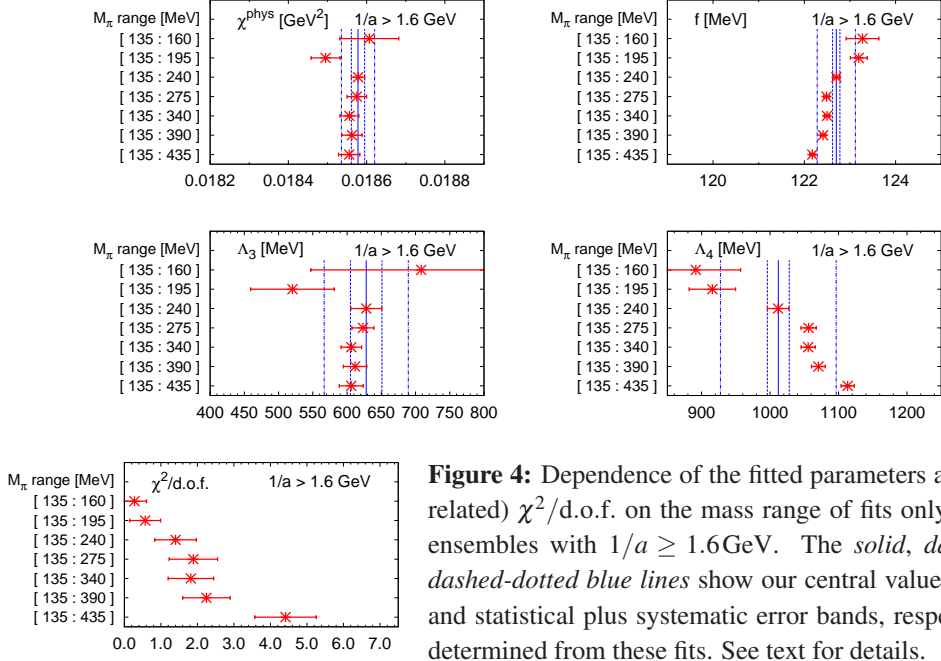 M_π range [MeV] χ^phys [GeV²] 1/a > 1.6 GeV
[ 135 : 160 ]
[ 135 : 195 ]
[ 135 : 240 ]
[ 135 : 275 ]
[ 135 : 340 ]
[ 135 : 390 ]
[ 135 : 435 ]
0.0182 0.0184 0.0186 0.0188
M_π range [MeV] f [MeV] 1/a > 1.6 GeV
[ 135 : 160 ]
[ 135 : 195 ]
[ 135 : 240 ]
[ 135 : 275 ]
[ 135 : 340 ]
[ 135 : 390 ]
[ 135 : 435 ]
120 122 124
M_π range [MeV] Λ_3 [MeV] 1/a > 1.6 GeV
[ 135 : 160 ]
[ 135 : 195 ]
[ 135 : 240 ]
[ 135 : 275 ]
[ 135 : 340 ]
[ 135 : 390 ]
[ 135 : 435 ]
400 450 500 550 600 650 700 750 800
M_π range [MeV] Λ_4 [MeV] 1/a > 1.6 GeV
[ 135 : 160 ]
[ 135 : 195 ]
[ 135 : 240 ]
[ 135 : 275 ]
[ 135 : 340 ]
[ 135 : 390 ]
[ 135 : 435 ]
900 1000 1100 1200
M_π range [MeV] χ²/d.o.f. 1/a > 1.6 GeV
[ 135 : 160 ]
[ 135 : 195 ]
[ 135 : 240 ]
[ 135 : 275 ]
[ 135 : 340 ]
[ 135 : 390 ]
[ 135 : 435 ]
0.0 1.0 2.0 3.0 4.0 5.0 6.0 7.0
Figure 4: Dependence of the fitted parameters a
related) χ²/d.o.f. on the mass range of fits only
ensembles with 1/a ≥ 1.6GeV. The solid, da
dashed-dotted blue lines show our central value
and statistical plus systematic error bands, respe
determined from these fits. See text for details.